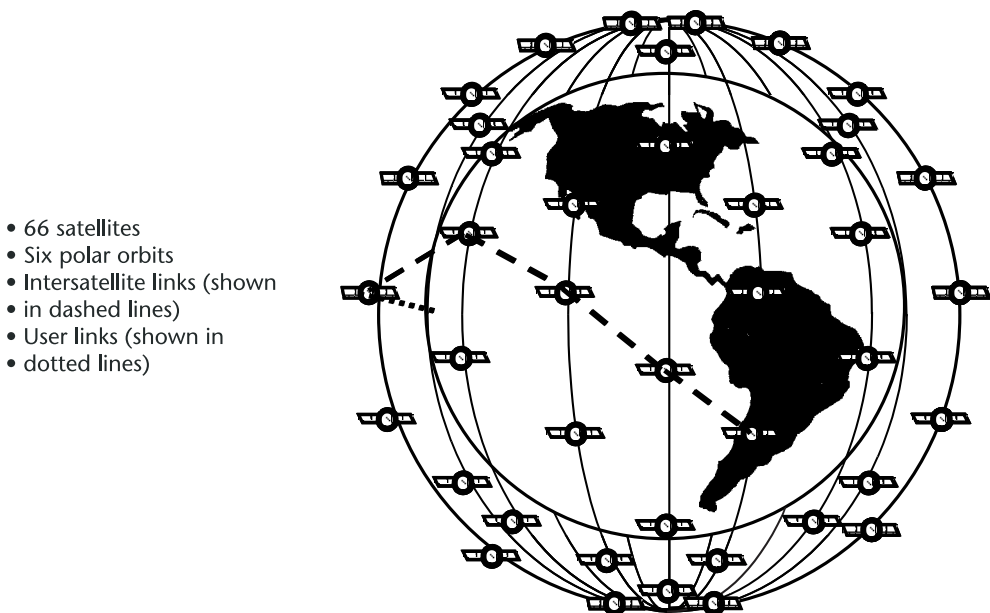 • 66 satellites
• Six polar orbits
• Intersatellite links (shown
• in dashed lines)
• User links (shown in
• dotted lines)